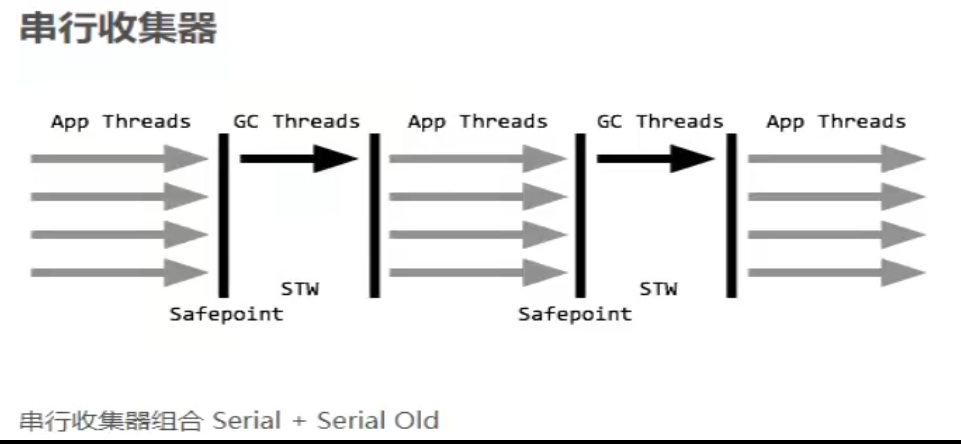 串行收集器
App Threads GC Threads App Threads GC Threads App Threads
STW STW
Safepoint Safepoint
串行收集器组合 Serial + Serial Old